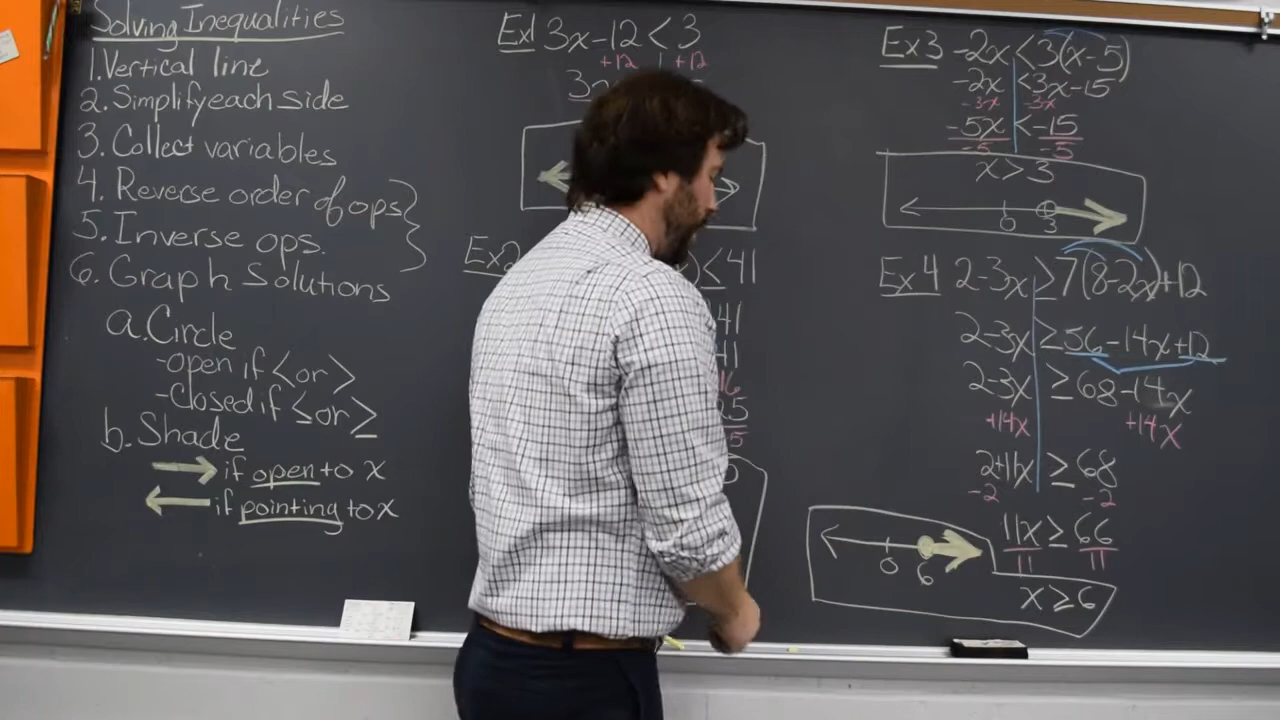 Solving Inequalities
1. Vertical line
2. Simplify each side
3. Collect variables
4. Reverse order of ops
5. Inverse ops.
6. Graph Solutions
a. Circle
-open if < or >
-Closed if ≤ or ≥
b. Shade
→ if open to x
← if pointing to x
Ex1 3x-12 < 3
+12 +12
3
Ex2 ) ≤ 41
41
41
Ex3 -2x < 3(x-5)
-2x < 3x-15
-3x -3x
-5x < -15
-5 -5
x > 3
0 3
Ex4 2-3x ≥ 7(8-2x)+12
2-3x ≥ 56-14x+12
2-3x ≥ 68-14x
+14x +14x
2+11x ≥ 68
-2 -2
11x ≥ 66
11 11
0 6
x ≥ 6